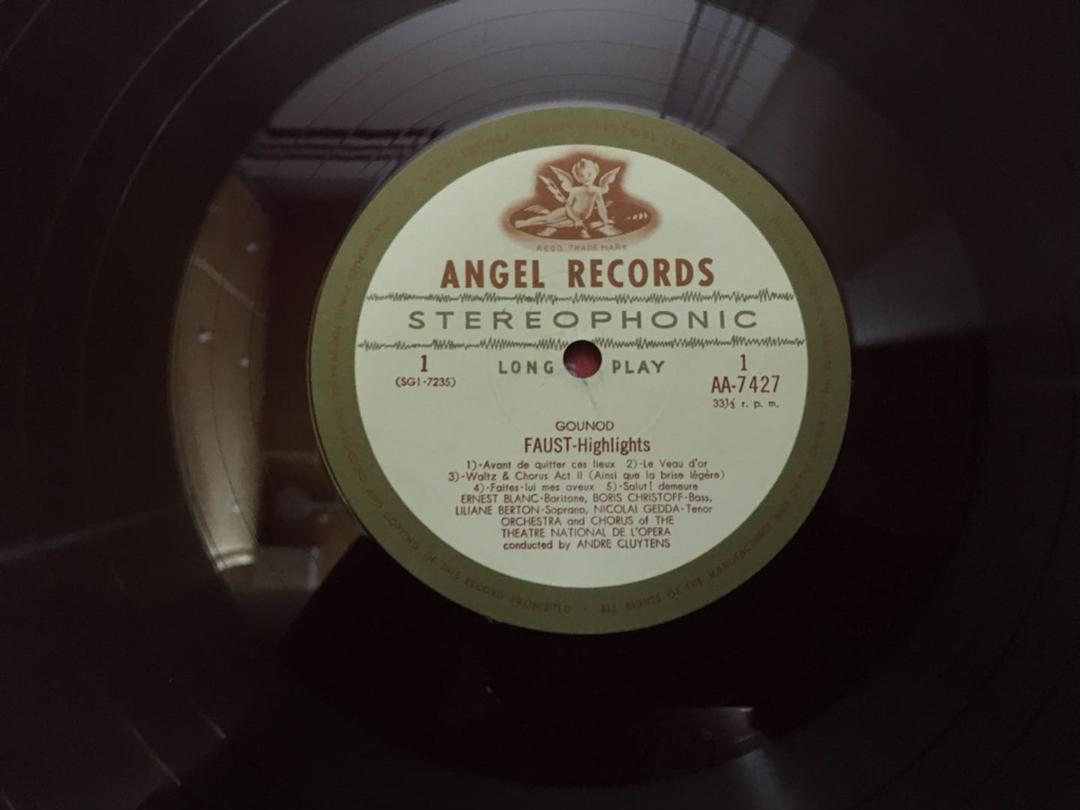 REGD. TRADE MARK
ANGEL RECORDS
STEREOPHONIC
1
(SG1-7235)
LONG PLAY
1
AA-7427
33⅓ r. p. m.
GOUNOD
FAUST-Highlights
1)-Avant de quitter ces lieux 2)-Le Veau d'or
3)-Waltz & Chorus Act II (Ainsi que la brise légère)
4)-Faites-lui mes aveux 5)-Salut! demeure
ERNEST BLANC-Baritone, BORIS CHRISTOFF-Bass,
LILIANE BERTON-Soprano, NICOLAI GEDDA-Tenor
ORCHESTRA and CHORUS of THE
THEATRE NATIONAL DE L'OPERA
conducted by ANDRE CLUYTENS
AND COPYING OF THIS RECORD PROHIBITED • ALL RIGHTS OF THE MANUFACTURER AND OF THE